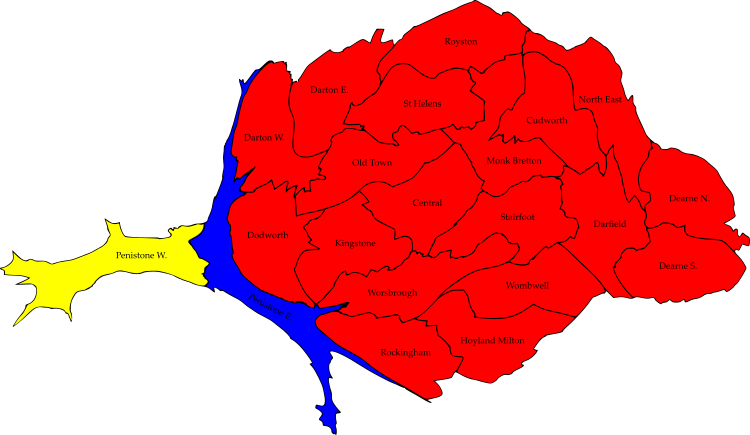 Royston
Darton E.
St Helens
North East
Cudworth
Darton W.
Old Town
Monk Bretton
Dearne N.
Central
Stairfoot
Darfield
Dodworth
Kingstone
Penistone W.
Dearne S.
Wombwell
Worsbrough
Penistone E.
Hoyland Milton
Rockingham